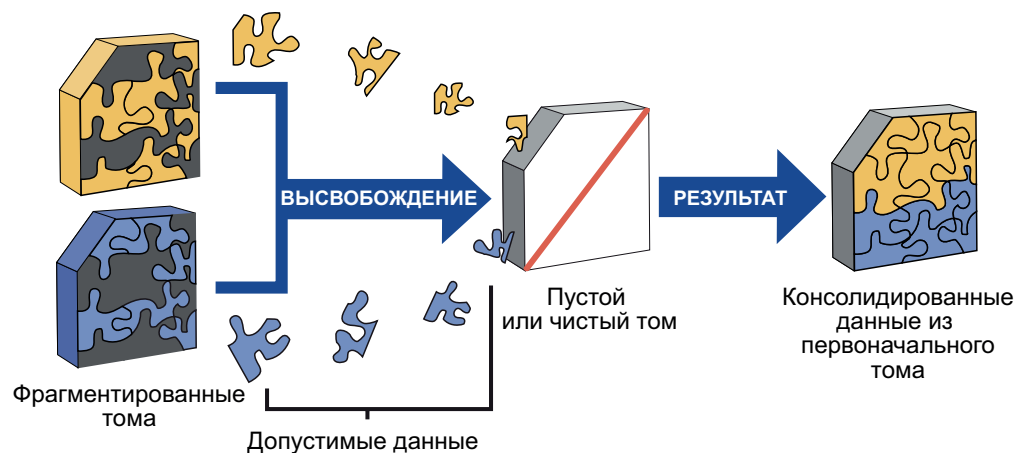 ВЫСВОБОЖДЕНИЕ
РЕЗУЛЬТАТ
Фрагментированные
тома
Допустимые данные
Пустой
или чистый том
Консолидированные
данные из
первоначального
тома